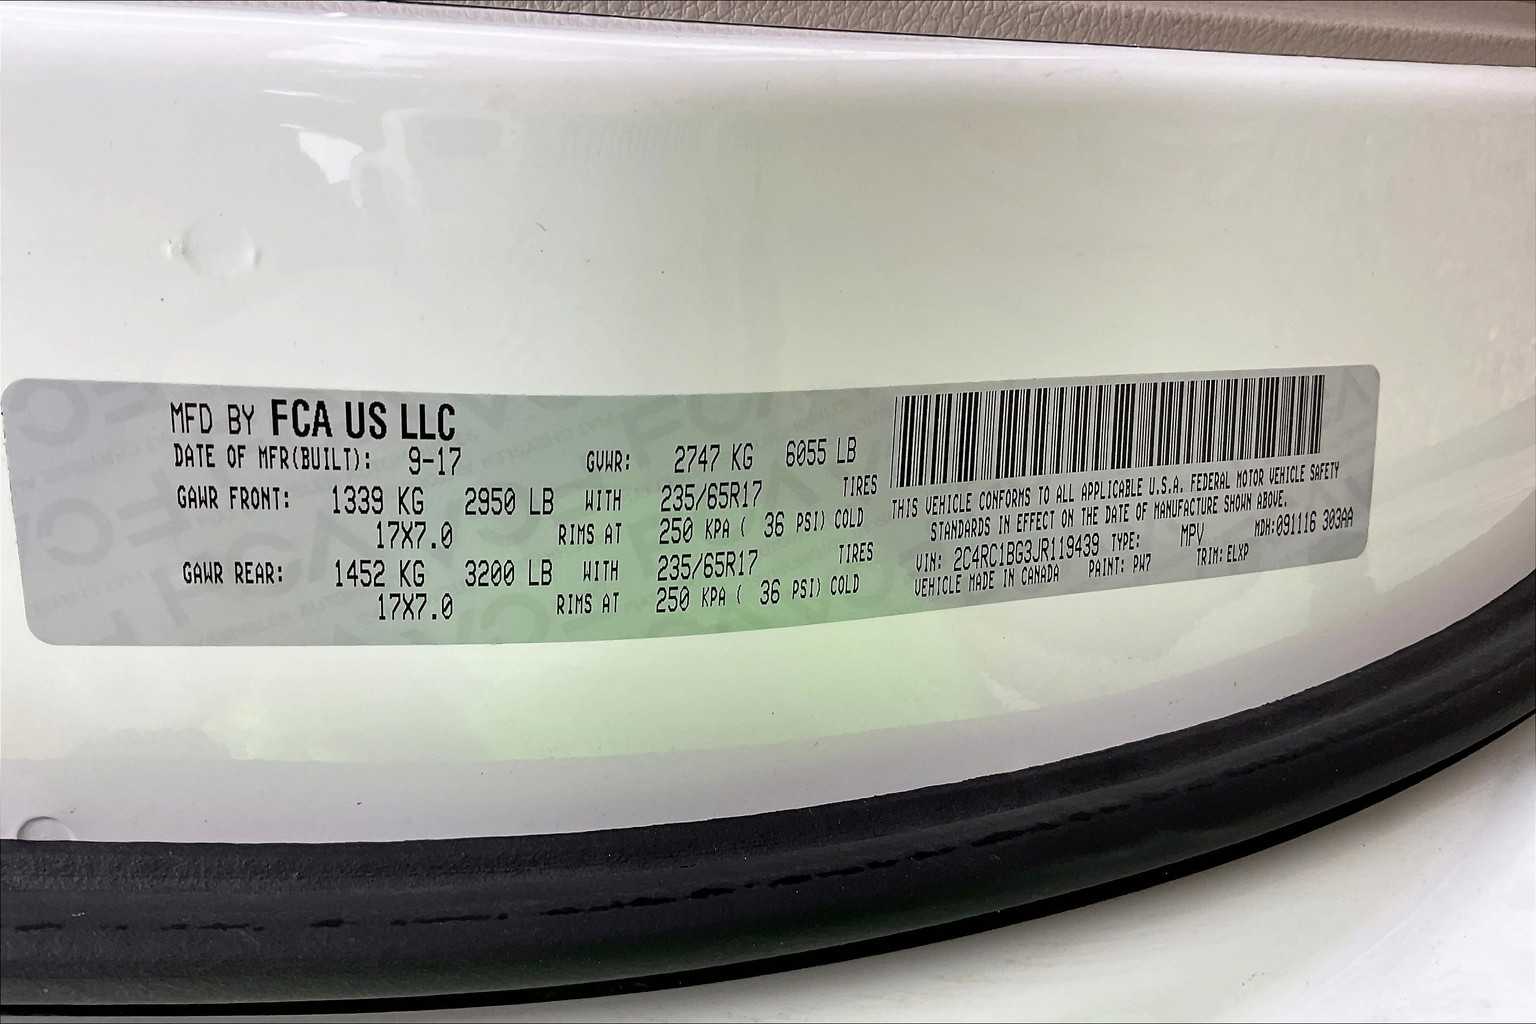 MFD BY FCA US LLC
DATE OF MFR(BUILT): 9-17 GVWR: 2747 KG 6055 LB
GAWR FRONT: 1339 KG 2950 LB WITH 235/65R17 TIRES
17X7.0 RIMS AT 250 KPA ( 36 PSI) COLD
GAWR REAR: 1452 KG 3200 LB WITH 235/65R17 TIRES
17X7.0 RIMS AT 250 KPA ( 36 PSI) COLD
THIS VEHICLE CONFORMS TO ALL APPLICABLE U.S.A. FEDERAL MOTOR VEHICLE SAFETY
STANDARDS IN EFFECT ON THE DATE OF MANUFACTURE SHOWN ABOVE.
VIN: 2C4RC1BG3JR119439 TYPE: MPV MDH:091116 303AA
VEHICLE MADE IN CANADA PAINT: PW7 TRIM: ELXP